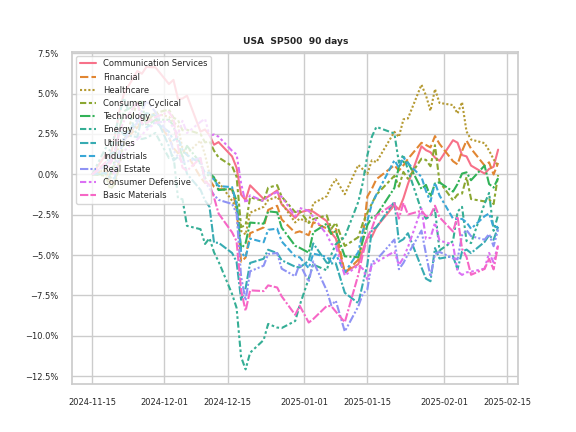 USA SP500 90 days
7.5%
5.0%
2.5%
0.0%
−2.5%
−5.0%
−7.5%
−10.0%
−12.5%
Communication Services
Financial
Healthcare
Consumer Cyclical
Technology
Energy
Utilities
Industrials
Real Estate
Consumer Defensive
Basic Materials
2024-11-15 2024-12-01 2024-12-15 2025-01-01 2025-01-15 2025-02-01 2025-02-15